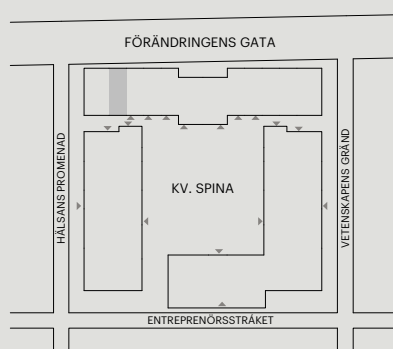 FÖRÄNDRINGENS GATA
HÄLSANS PROMENAD
VETENSKAPENS GRÄND
KV. SPINA
ENTREPRENÖRSSTRÅKET